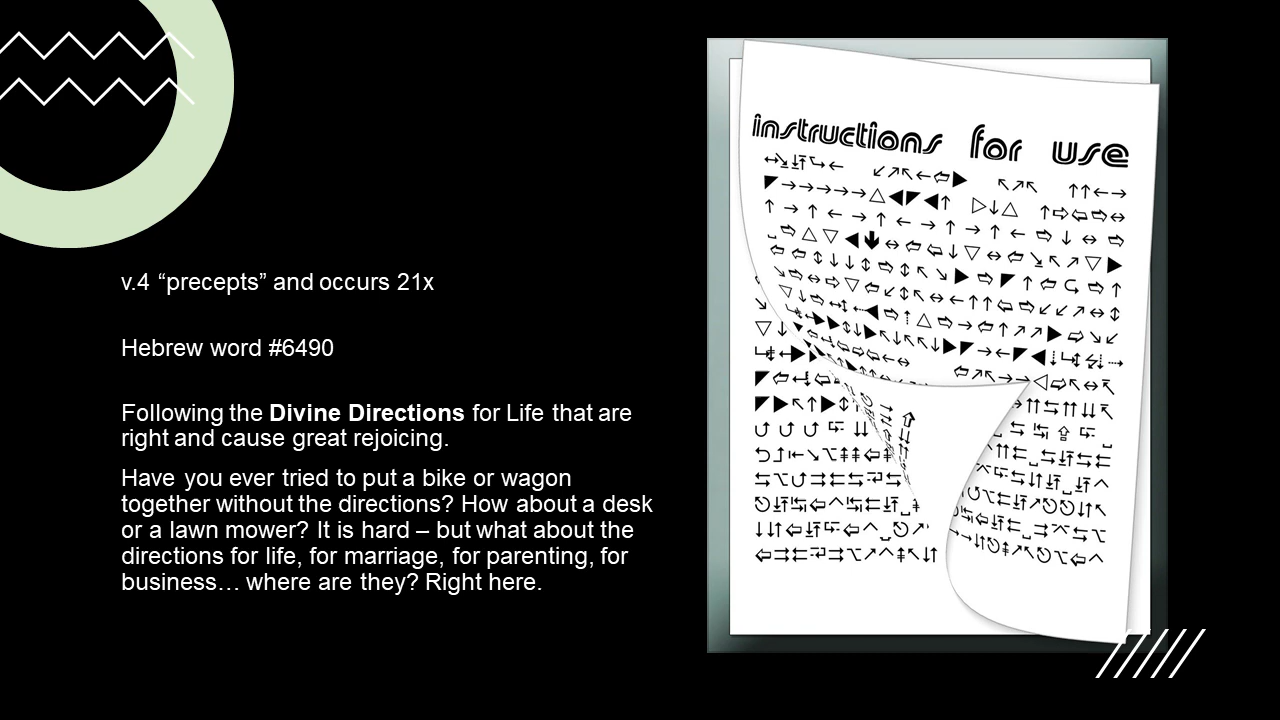 v.4 “precepts” and occurs 21x
Hebrew word #6490
Following the Divine Directions for Life that are
right and cause great rejoicing.
Have you ever tried to put a bike or wagon
together without the directions? How about a desk
or a lawn mower? It is hard – but what about the
directions for life, for marriage, for parenting, for
business… where are they? Right here.
instructions for use